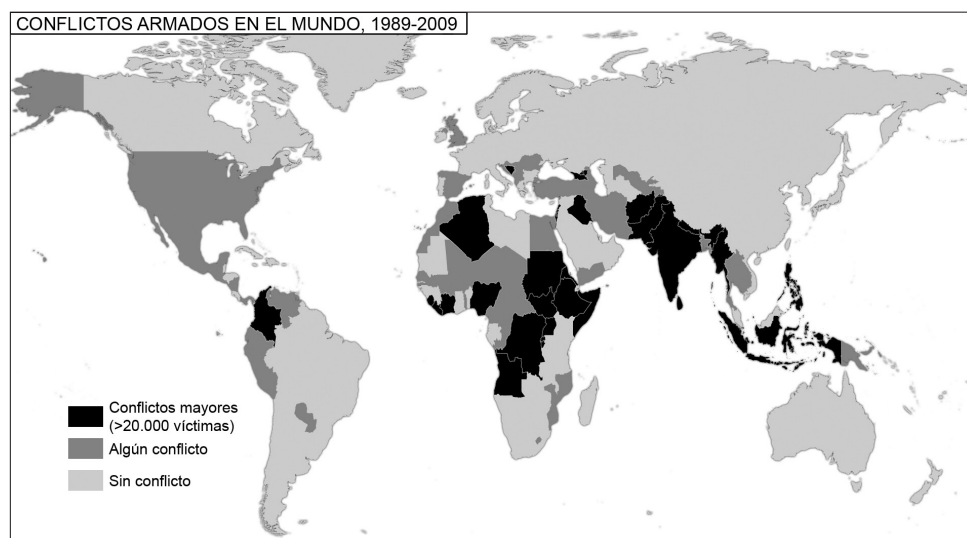 CONFLICTOS ARMADOS EN EL MUNDO, 1989-2009
Conflictos mayores
(>20.000 víctimas)
Algún conflicto
Sin conflicto